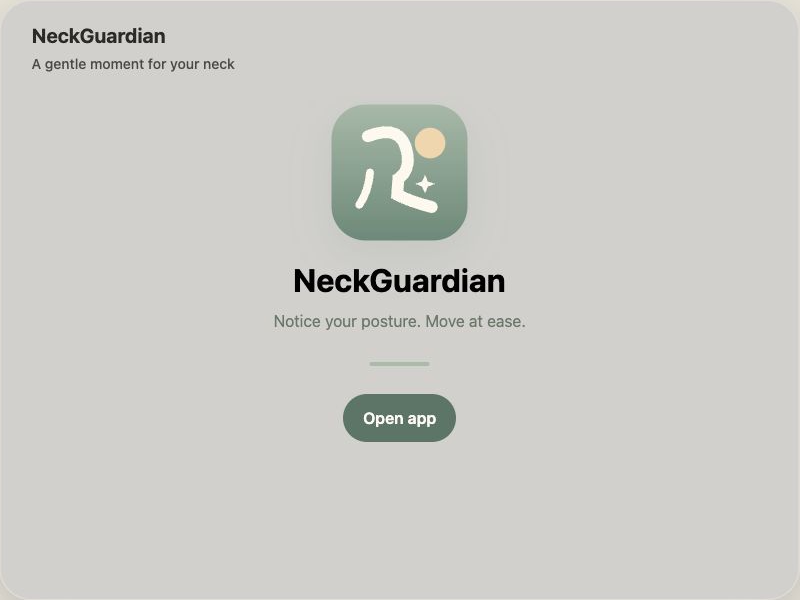 NeckGuardian
A gentle moment for your neck
NeckGuardian
Notice your posture. Move at ease.
Open app